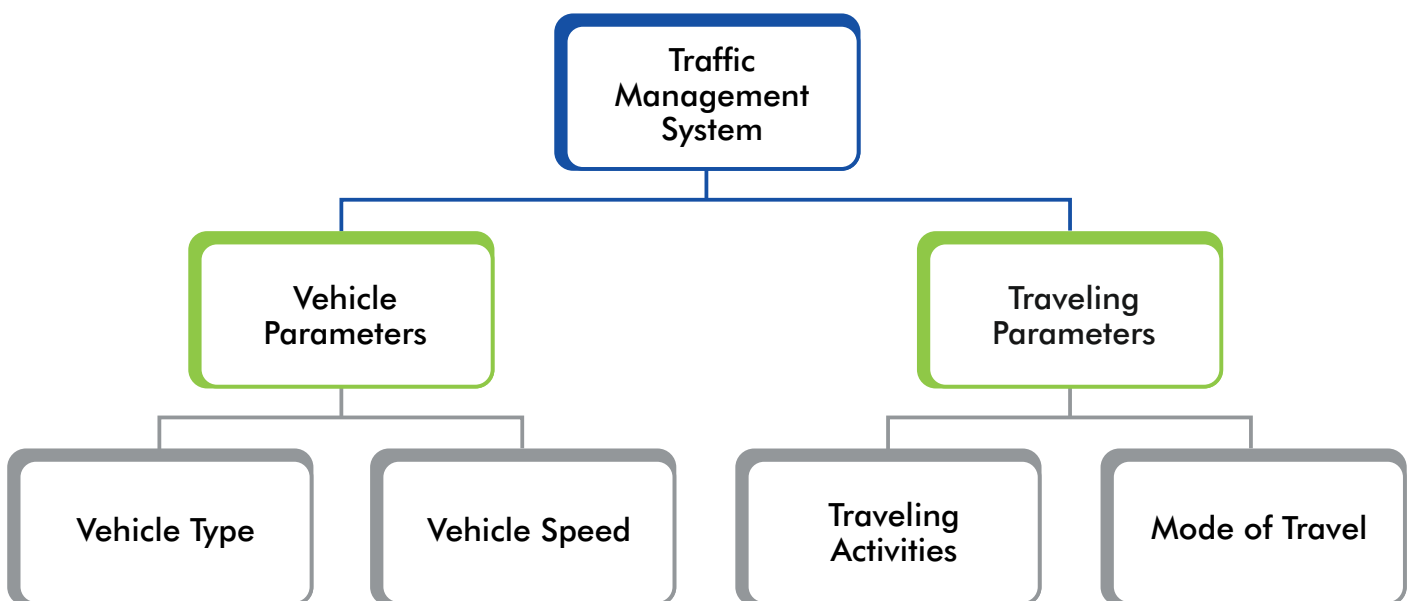 Traffic
Management
System
Vehicle
Parameters
Traveling
Parameters
Vehicle Type
Vehicle Speed
Traveling
Activities
Mode of Travel